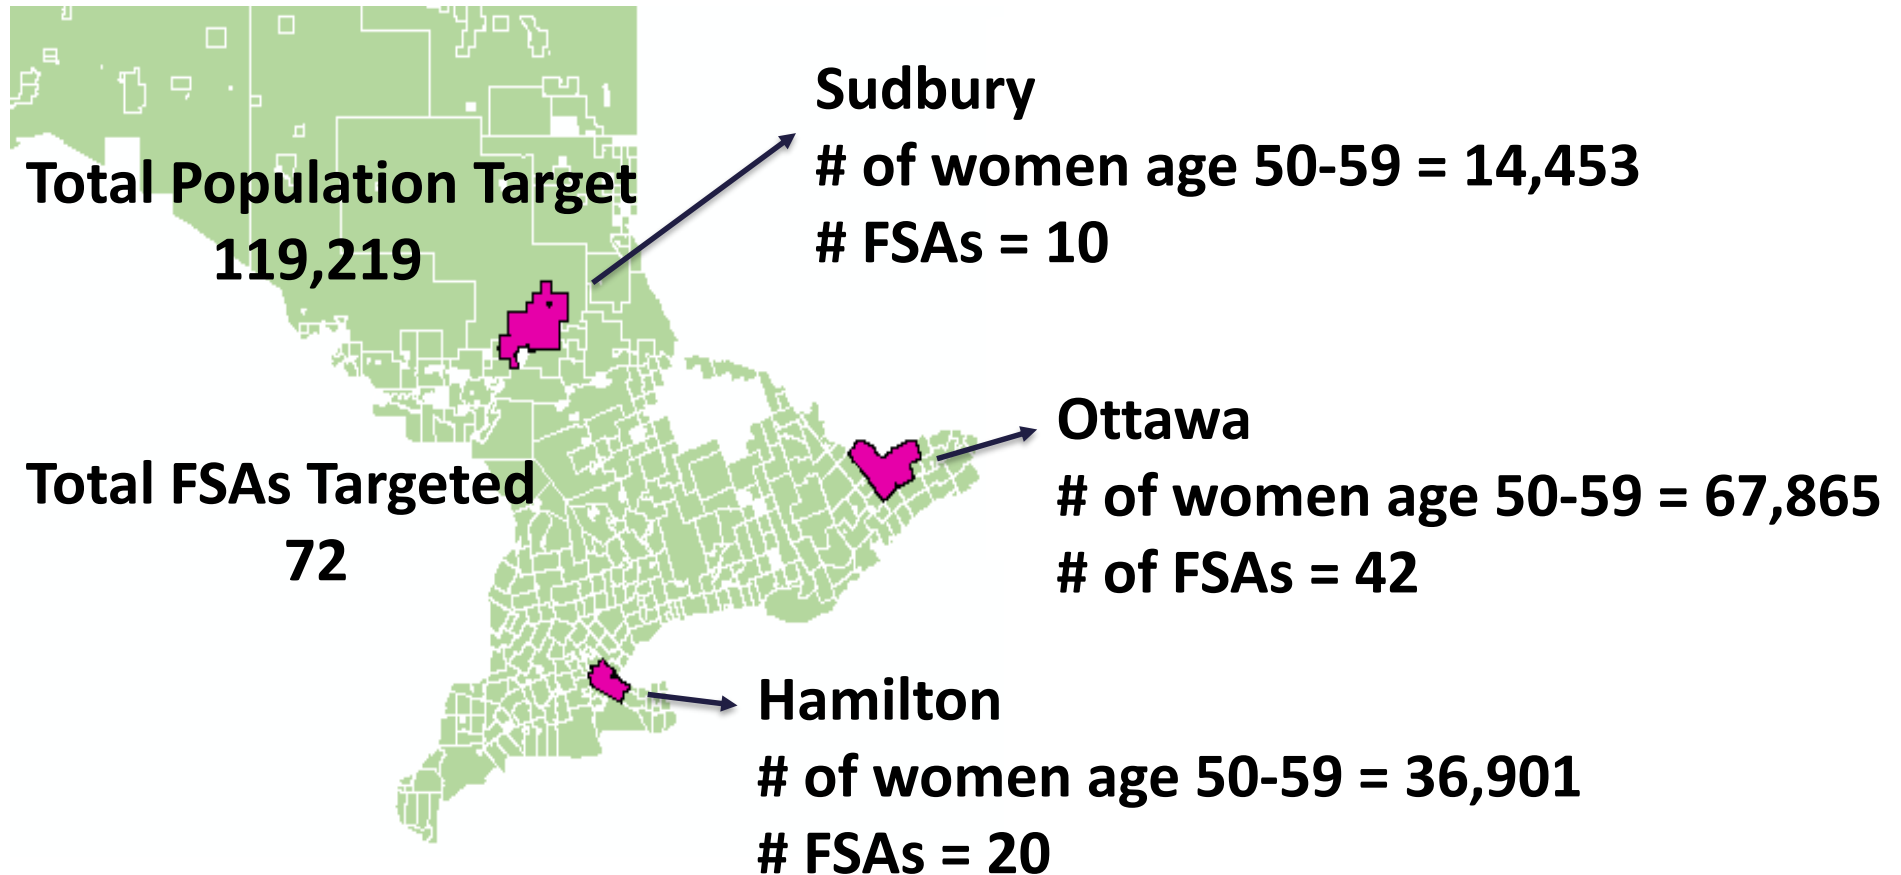 Total Population Target
119,219
Total FSAs Targeted
72
Sudbury
# of women age 50-59 = 14,453
# FSAs = 10
Ottawa
# of women age 50-59 = 67,865
# of FSAs = 42
Hamilton
# of women age 50-59 = 36,901
# FSAs = 20